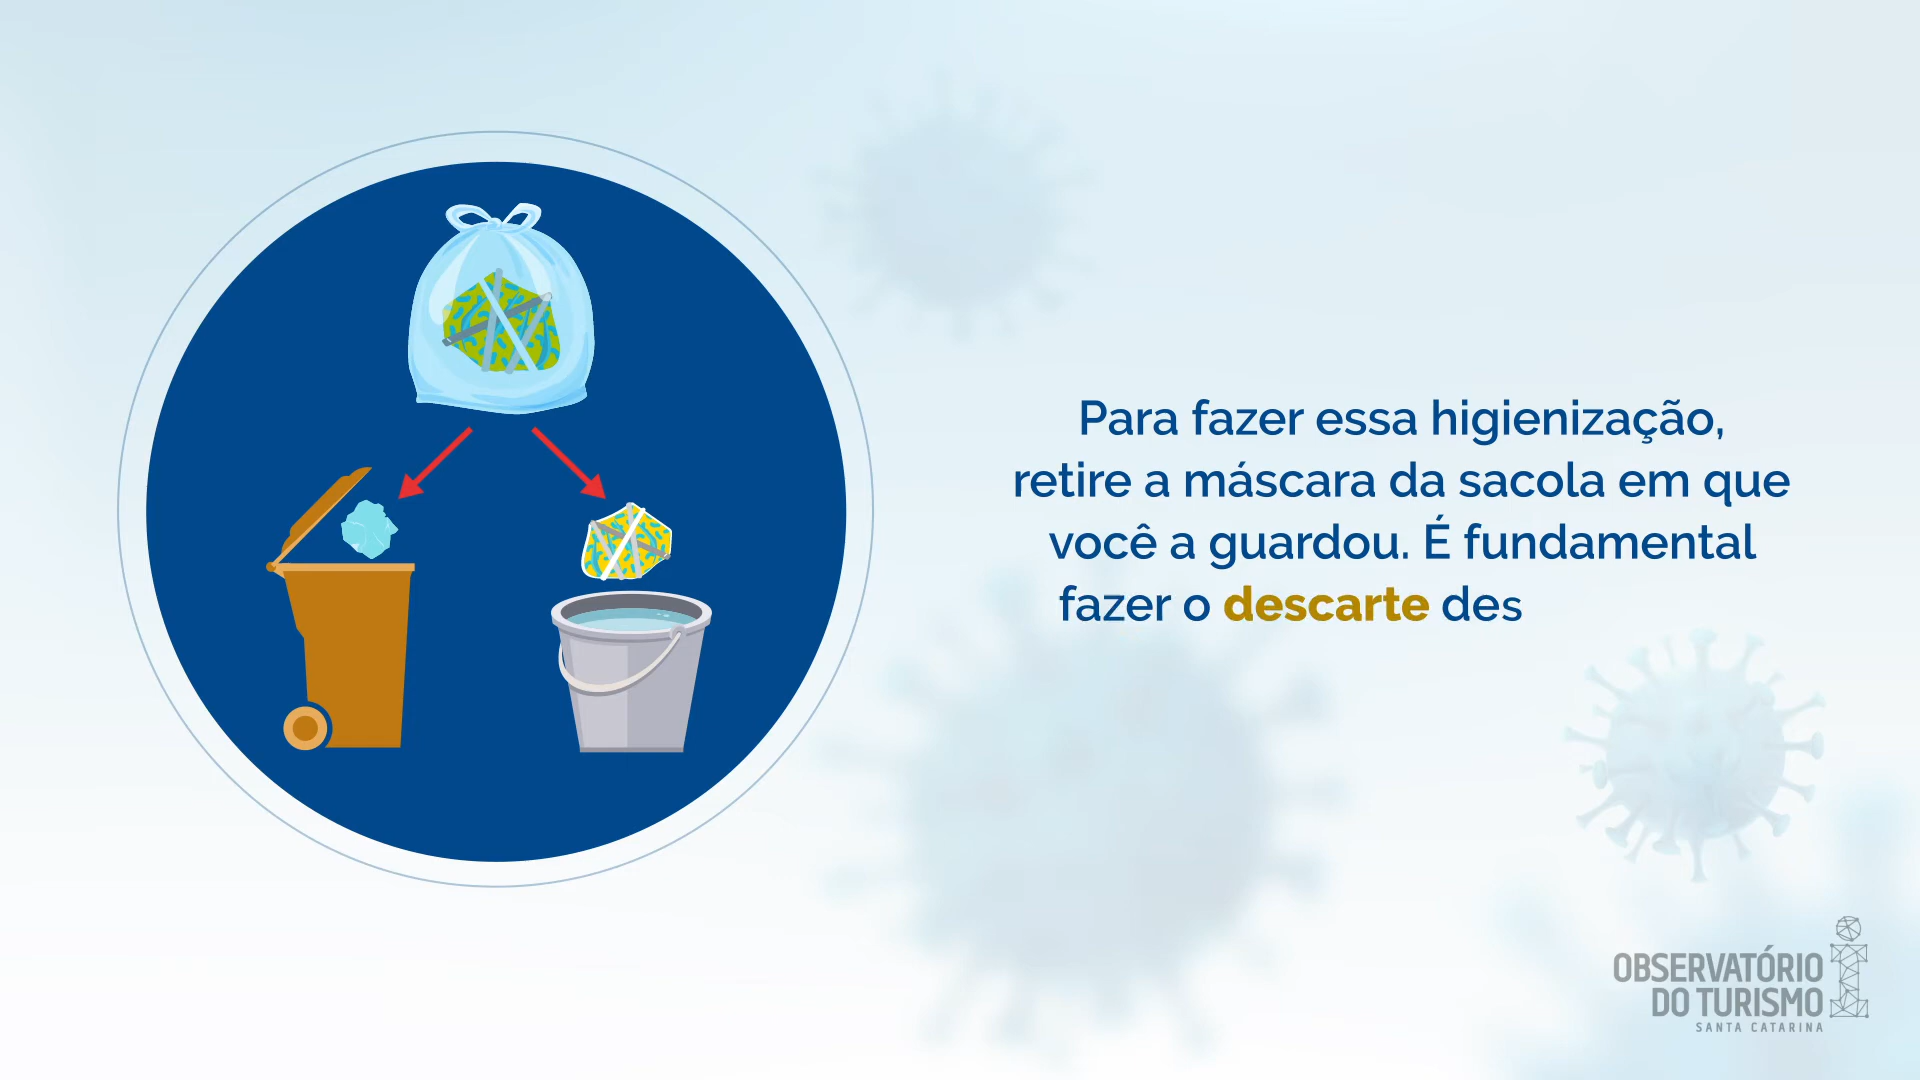 Para fazer essa higienização,
retire a máscara da sacola em que
você a guardou. É fundamental
fazer o descarte des
OBSERVATÓRIO
DO TURISMO
SANTA CATARINA